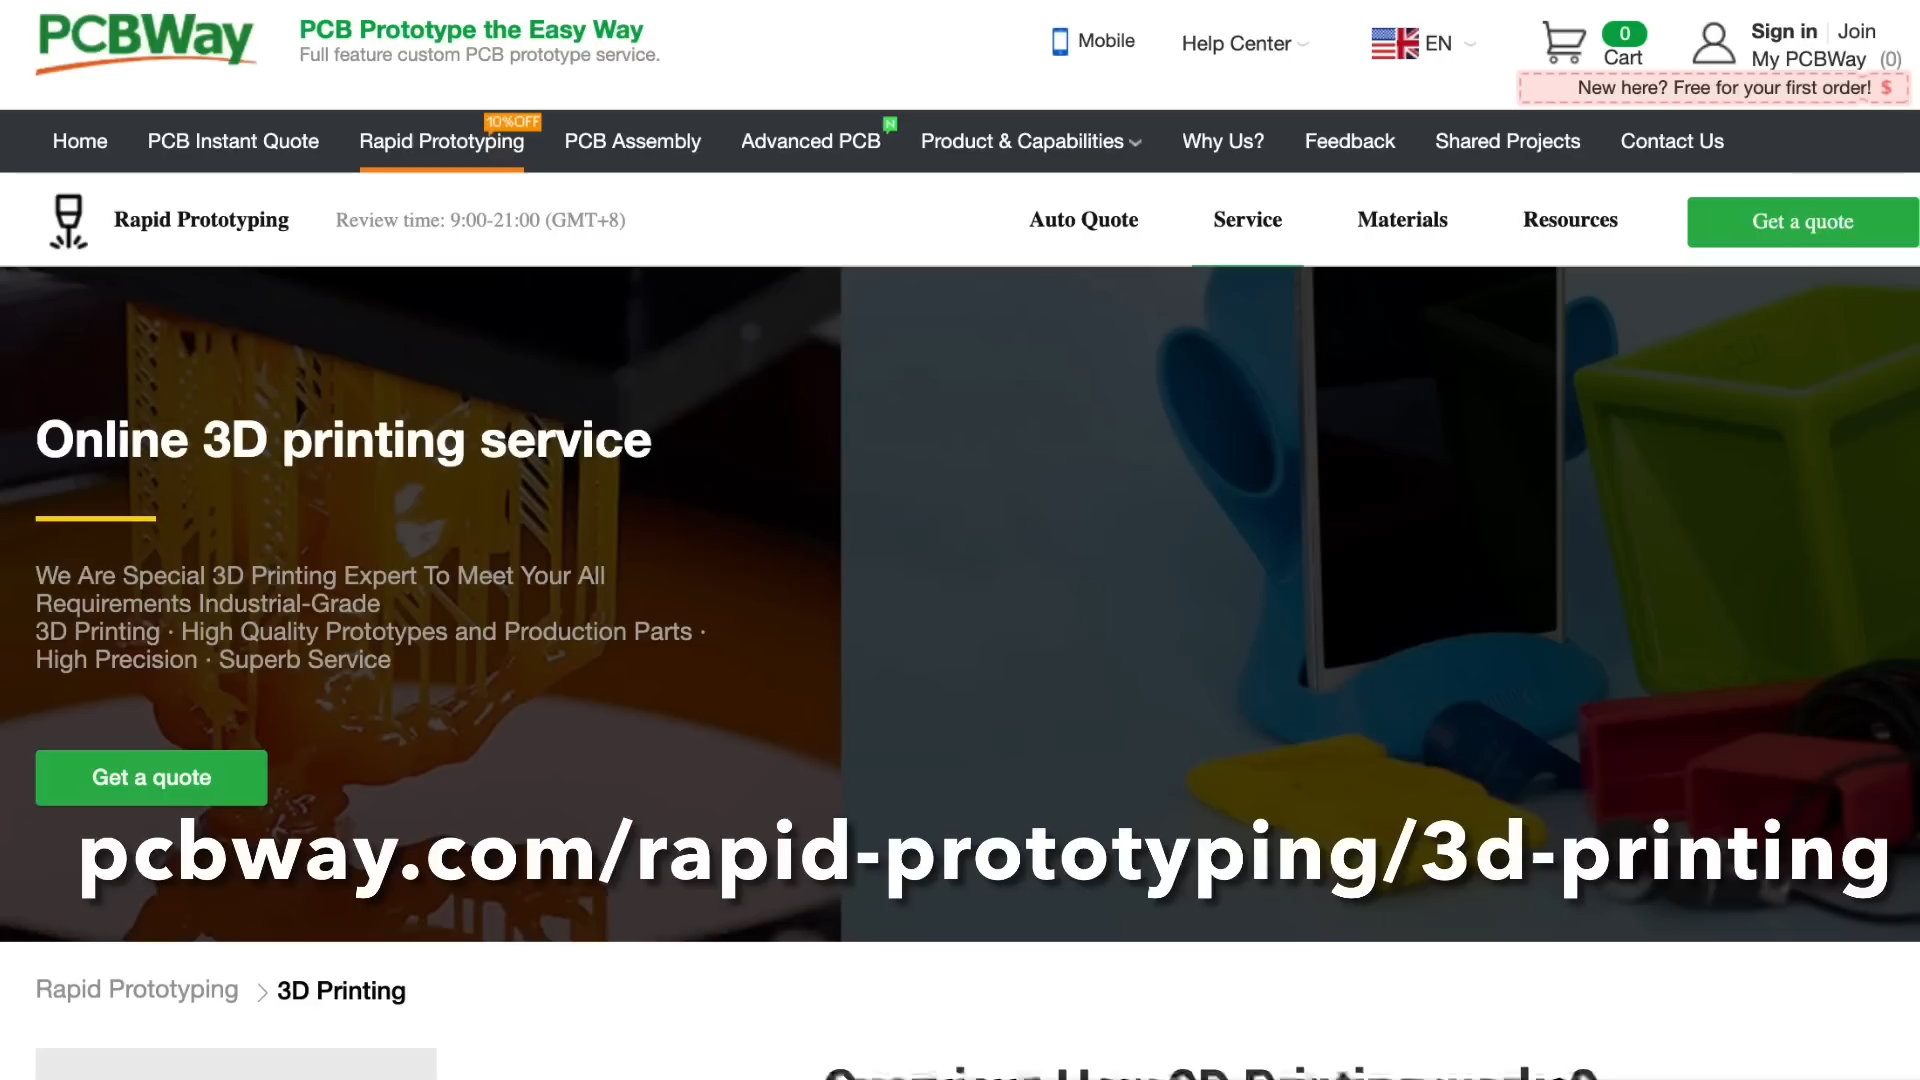 PCBWay
PCB Prototype the Easy Way
Full feature custom PCB prototype service.
Mobile
Help Center
EN
0
Cart
Sign in
Join
My PCBWay (0)
New here? Free for your first order! $
Home
PCB Instant Quote
Rapid Prototyping
10%OFF
PCB Assembly
Advanced PCB
N
Product & Capabilities
Why Us?
Feedback
Shared Projects
Contact Us
Rapid Prototyping
Review time: 9:00-21:00 (GMT+8)
Auto Quote
Service
Materials
Resources
Get a quote
Online 3D printing service
We Are Special 3D Printing Expert To Meet Your All
Requirements Industrial-Grade
3D Printing · High Quality Prototypes and Production Parts ·
High Precision · Superb Service
Get a quote
pcbway.com/rapid-prototyping/3d-printing
Rapid Prototyping > 3D Printing
Overview: How 3D Printing works?